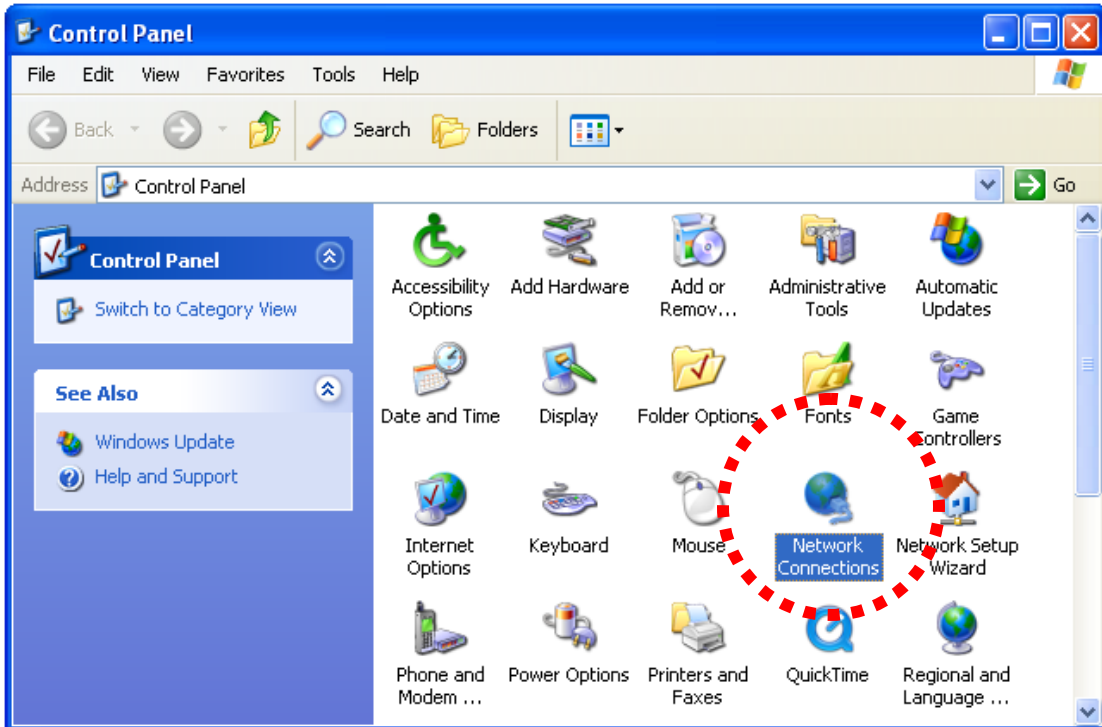 Control Panel
File Edit View Favorites Tools Help
Back Search Folders
Address Control Panel Go
Control Panel
Switch to Category View
See Also
Windows Update
Help and Support
Accessibility Options
Add Hardware
Add or Remov...
Administrative Tools
Automatic Updates
Date and Time
Display
Folder Options
Fonts
Game Controllers
Internet Options
Keyboard
Mouse
Network Connections
Network Setup Wizard
Phone and Modem ...
Power Options
Printers and Faxes
QuickTime
Regional and Language ...